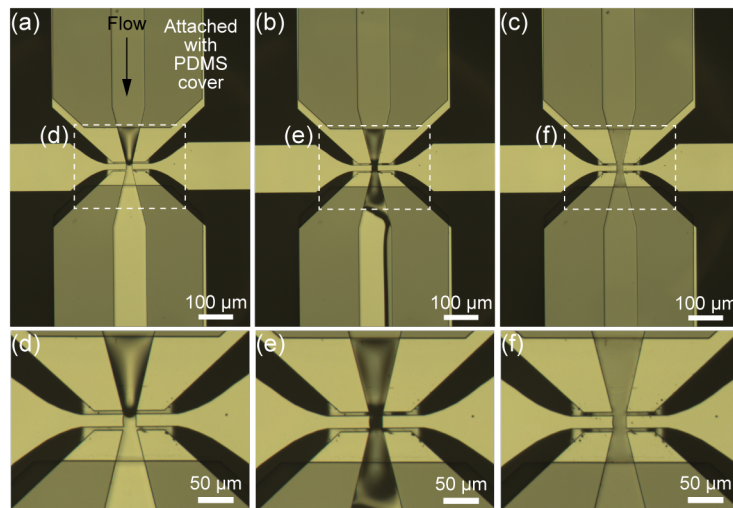 (a)
Flow
Attached
with
PDMS
cover
(d)
100 µm
(b)
(e)
100 µm
(c)
(f)
100 µm
(d)
50 µm
(e)
50 µm
(f)
50 µm